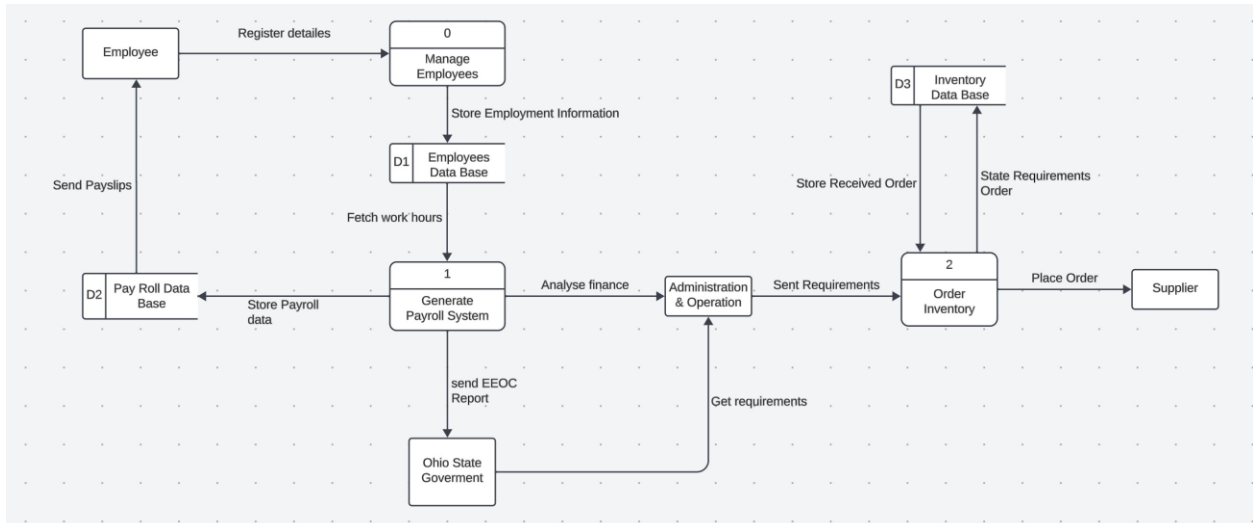 Employee
Register detailes
0
Manage
Employees
D3
Inventory
Data Base
Store Employment Information
D1
Employees
Data Base
Send Payslips
Store Received Order
State Requirements
Order
Fetch work hours
D2
Pay Roll Data
Base
Store Payroll
data
1
Generate
Payroll System
Analyse finance
Administration
& Operation
Sent Requirements
2
Order
Inventory
Place Order
Supplier
send EEOC
Report
Get requirements
Ohio State
Goverment